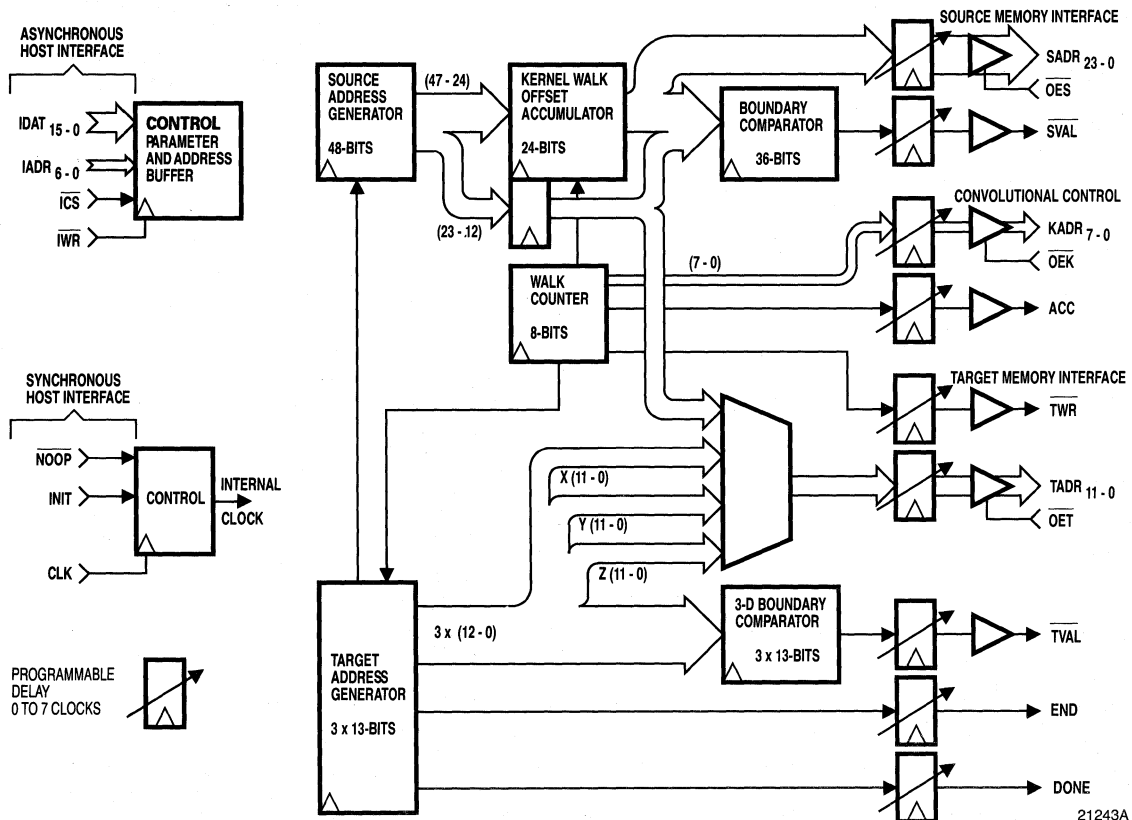 ASYNCHRONOUS
HOST INTERFACE
IDAT 15 - 0
IADR 6 - 0
ICS
IWR
CONTROL
PARAMETER
AND ADDRESS
BUFFER
SYNCHRONOUS
HOST INTERFACE
NOOP
INIT
CLK
CONTROL
INTERNAL
CLOCK
PROGRAMMABLE
DELAY
0 TO 7 CLOCKS
SOURCE
ADDRESS
GENERATOR
48-BITS
(47 - 24)
(23 - .12)
KERNEL WALK
OFFSET
ACCUMULATOR
24-BITS
WALK
COUNTER
8-BITS
(7 - 0)
BOUNDARY
COMPARATOR
36-BITS
X (11 - 0)
Y (11 - 0)
Z (11 - 0)
3 x (12 - 0)
TARGET
ADDRESS
GENERATOR
3 x 13-BITS
3-D BOUNDARY
COMPARATOR
3 x 13-BITS
SOURCE MEMORY INTERFACE
SADR 23 - 0
OES
SVAL
CONVOLUTIONAL CONTROL
KADR 7 - 0
OEK
ACC
TARGET MEMORY INTERFACE
TWR
TADR 11 - 0
OET
TVAL
END
DONE
21243A